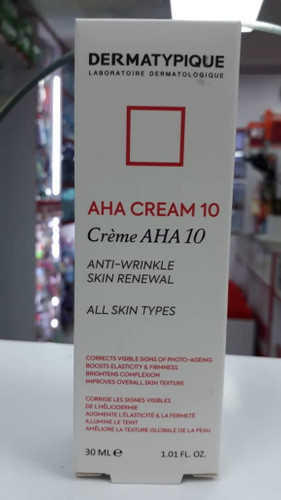 DERMATYPIQUE
LABORATOIRE DERMATOLOGIQUE
AHA CREAM 10
Crème AHA 10
ANTI-WRINKLE
SKIN RENEWAL
ALL SKIN TYPES
CORRECTS VISIBLE SIGNS OF PHOTO-AGEING
BOOSTS ELASTICITY & FIRMNESS
BRIGHTENS COMPLEXION
IMPROVES OVERALL SKIN TEXTURE
CORRIGE LES SIGNES VISIBLES
DE L'HÉLIODERMIE
AUGMENTE L'ÉLASTICITÉ & LA FERMETÉ
ILLUMINE LE TEINT
AMÉLIORE LA TEXTURE GLOBALE DE LA PEAU
30 ML ℮ 1.01 FL. OZ.